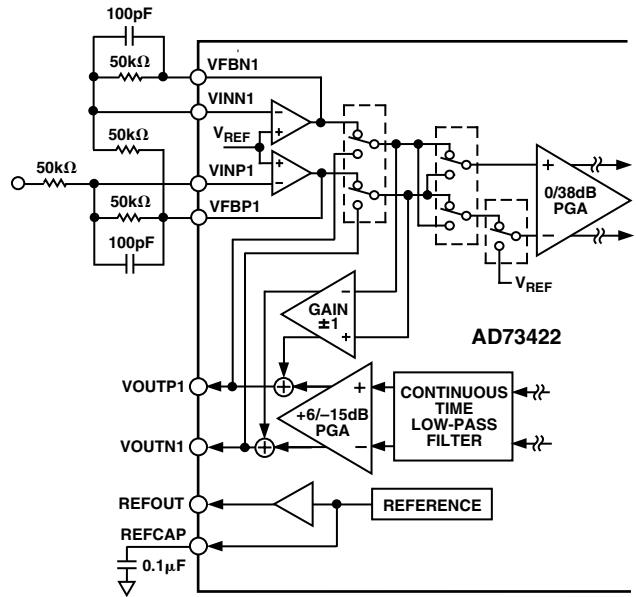 100pF
50kΩ
VFBN1
VINN1
VREF
50kΩ
50kΩ
VINP1
50kΩ
VFBP1
100pF
0/38dB
PGA
VREF
GAIN
±1
AD73422
VOUTP1
+6/–15dB
PGA
CONTINUOUS
TIME
LOW-PASS
FILTER
VOUTN1
REFOUT
REFERENCE
REFCAP
0.1μF